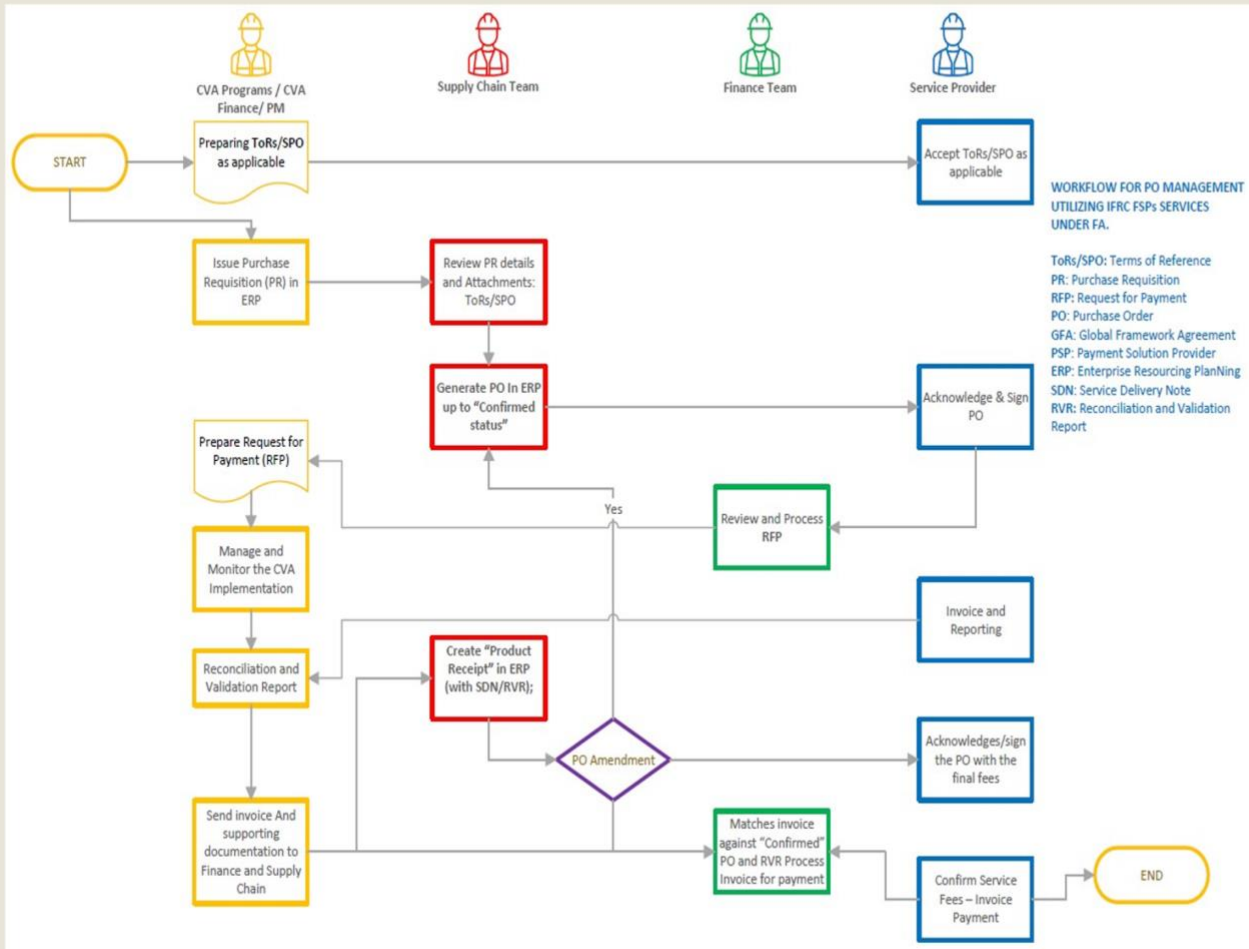 CVA Programs / CVA
Finance/ PM
Supply Chain Team
Finance Team
Service Provider
START
Preparing ToRs/SPO
as applicable
Accept ToRs/SPO as
applicable
WORKFLOW FOR PO MANAGEMENT
UTILIZING IFRC FSPs SERVICES
UNDER FA.
ToRs/SPO: Terms of Reference
PR: Purchase Requisition
RFP: Request for Payment
PO: Purchase Order
GFA: Global Framework Agreement
PSP: Payment Solution Provider
ERP: Enterprise Resourcing PlanNing
SDN: Service Delivery Note
RVR: Reconciliation and Validation
Report
Issue Purchase
Requisition (PR) in
ERP
Review PR details
and Attachments:
ToRs/SPO
Generate PO In ERP
up to “Confirmed
status”
Acknowledge & Sign
PO
Prepare Request for
Payment (RFP)
Yes
Review and Process
RFP
Manage and
Monitor the CVA
Implementation
Invoice and
Reporting
Reconciliation and
Validation Report
Create “Product
Receipt” in ERP
(with SDN/RVR);
PO Amendment
Acknowledges/sign
the PO with the
final fees
Send invoice And
supporting
documentation to
Finance and Supply
Chain
Matches invoice
against “Confirmed”
PO and RVR Process
Invoice for payment
Confirm Service
Fees – Invoice
Payment
END